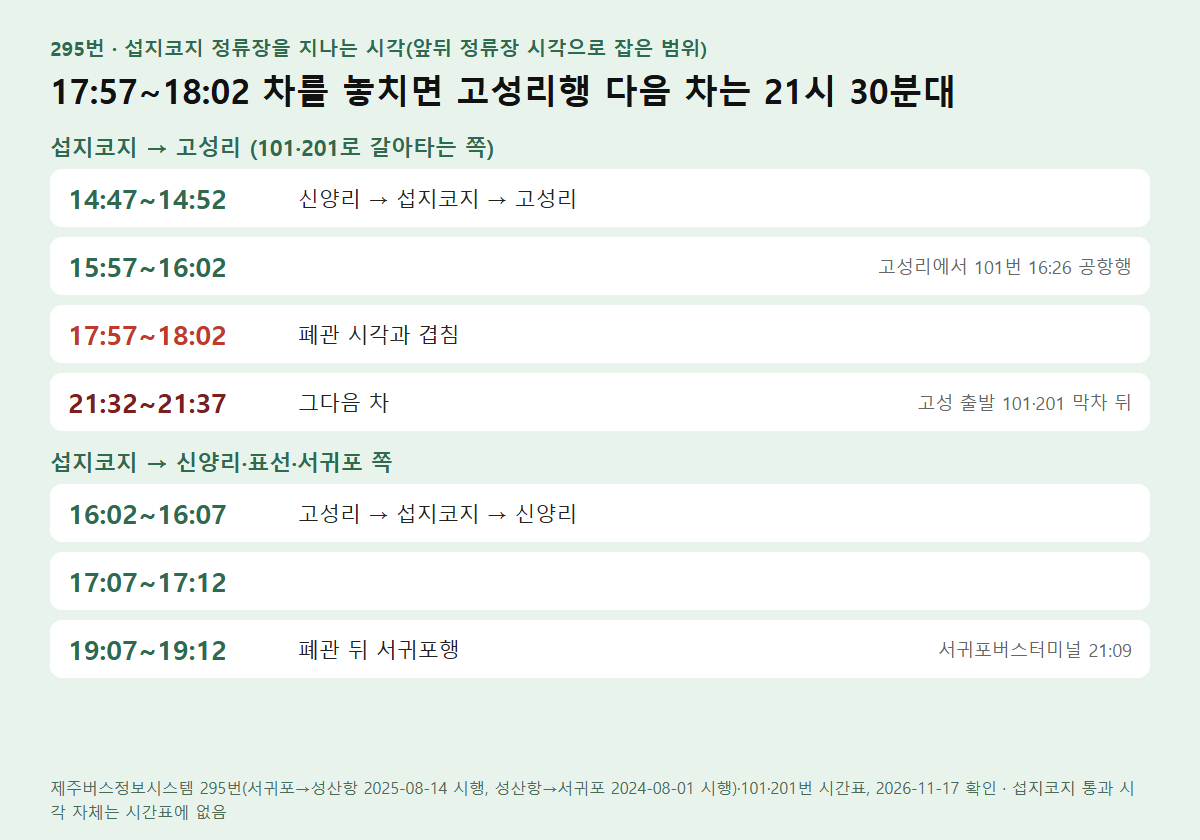 295번 · 섭지코지 정류장을 지나는 시각(앞뒤 정류장 시각으로 잡은 범위)
17:57~18:02 차를 놓치면 고성리행 다음 차는 21시 30분대
섭지코지 → 고성리 (101·201로 갈아타는 쪽)
14:47~14:52 신양리 → 섭지코지 → 고성리
15:57~16:02 고성리에서 101번 16:26 공항행
17:57~18:02 폐관 시각과 겹침
21:32~21:37 그다음 차 고성 출발 101·201 막차 뒤
섭지코지 → 신양리·표선·서귀포 쪽
16:02~16:07 고성리 → 섭지코지 → 신양리
17:07~17:12
19:07~19:12 폐관 뒤 서귀포행 서귀포버스터미널 21:09
제주버스정보시스템 295번(서귀포→성산항 2025-08-14 시행, 성산항→서귀포 2024-08-01 시행)·101·201번 시간표, 2026-11-17 확인 · 섭지코지 통과 시
각 자체는 시간표에 없음